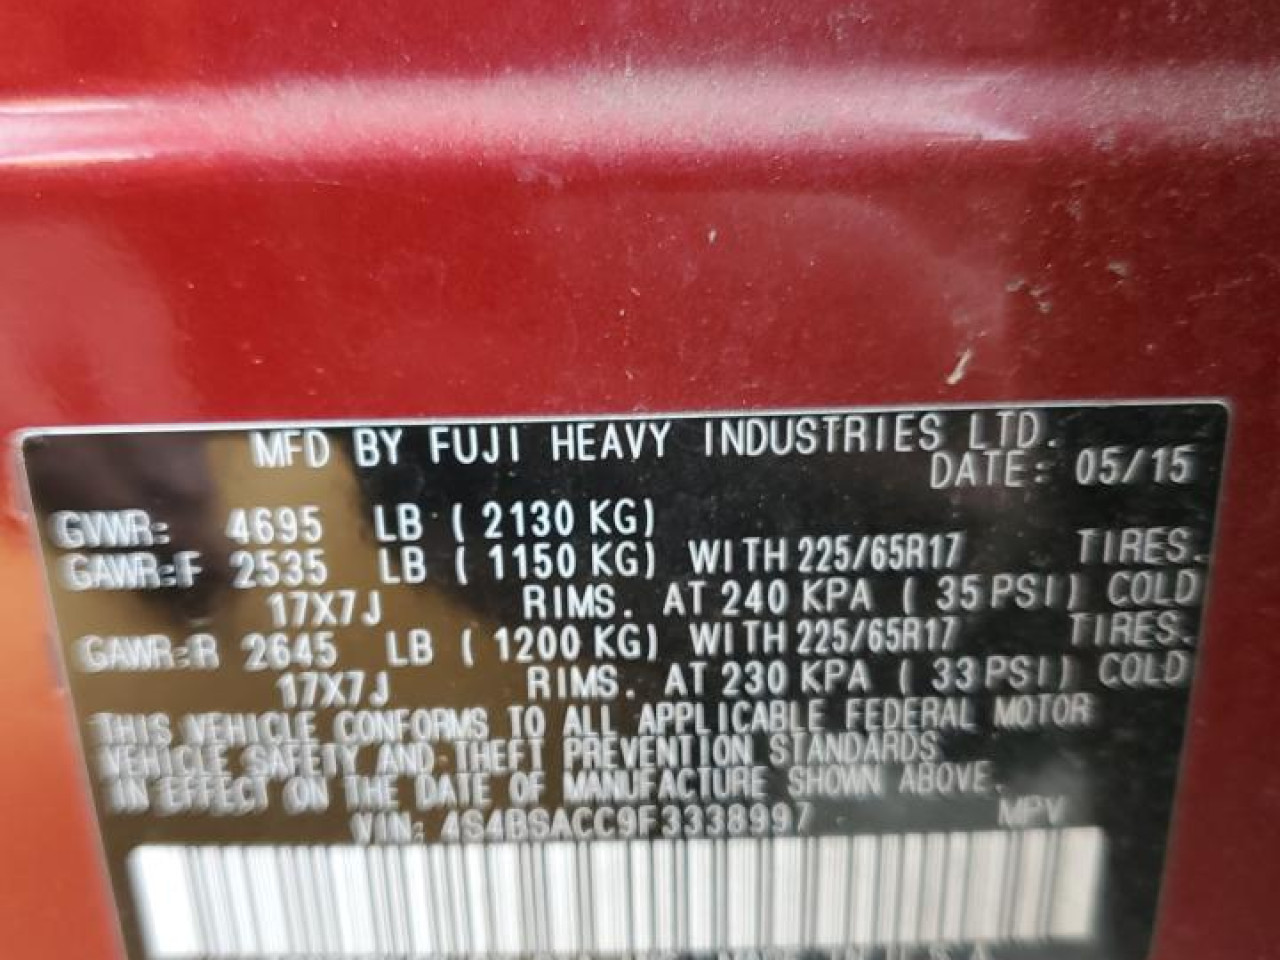 MFD BY FUJI HEAVY INDUSTRIES LTD.
DATE: 05/15
GVWR: 4695 LB ( 2130 KG)
GAWR:F 2535 LB ( 1150 KG) WITH 225/65R17 TIRES.
17X7J RIMS. AT 240 KPA ( 35 PSI) COLD
GAWR:R 2645 LB ( 1200 KG) WITH 225/65R17 TIRES.
17X7J RIMS. AT 230 KPA ( 33 PSI) COLD
THIS VEHICLE CONFORMS TO ALL APPLICABLE FEDERAL MOTOR
VEHICLE SAFETY AND THEFT PREVENTION STANDARDS
IN EFFECT ON THE DATE OF MANUFACTURE SHOWN ABOVE.
VIN: 4S4BSACC9F3338997 MPV